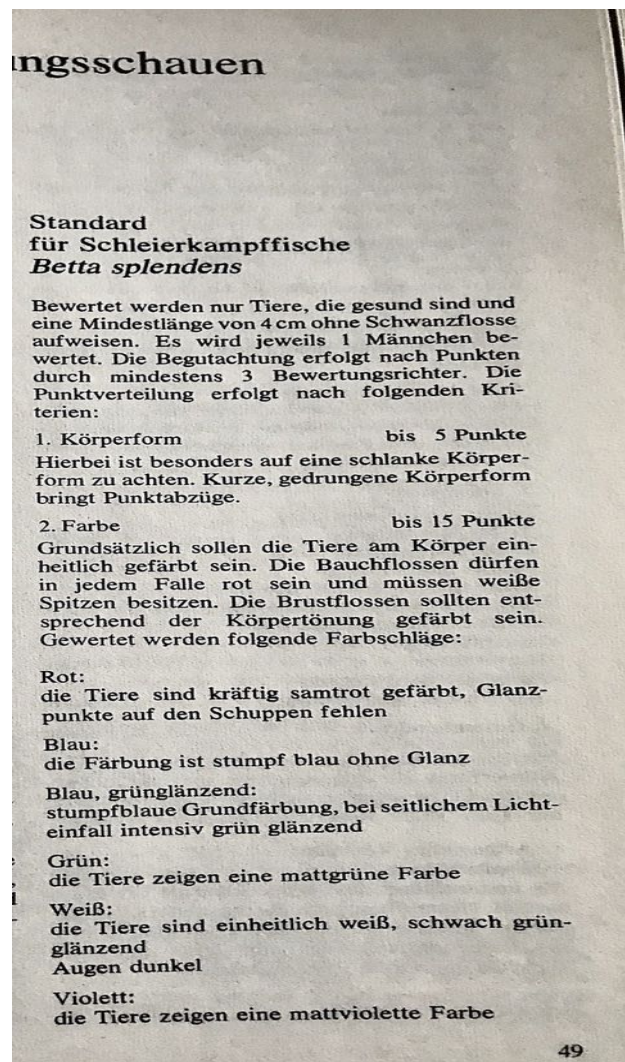 ungsschauen
Standard
für Schleierkampffische
Betta splendens
Bewertet werden nur Tiere, die gesund sind und
eine Mindestlänge von 4 cm ohne Schwanzflosse
aufweisen. Es wird jeweils 1 Männchen be-
wertet. Die Begutachtung erfolgt nach Punkten
durch mindestens 3 Bewertungsrichter. Die
Punktverteilung erfolgt nach folgenden Kri-
terien:
1. Körperform bis 5 Punkte
Hierbei ist besonders auf eine schlanke Körper-
form zu achten. Kurze, gedrungene Körperform
bringt Punktabzüge.
2. Farbe bis 15 Punkte
Grundsätzlich sollen die Tiere am Körper ein-
heitlich gefärbt sein. Die Bauchflossen dürfen
in jedem Falle rot sein und müssen weiße
Spitzen besitzen. Die Brustflossen sollten ent-
sprechend der Körpertönung gefärbt sein.
Gewertet werden folgende Farbschläge:
Rot:
die Tiere sind kräftig samtrot gefärbt, Glanz-
punkte auf den Schuppen fehlen
Blau:
die Färbung ist stumpf blau ohne Glanz
Blau, grünglänzend:
stumpfblaue Grundfärbung, bei seitlichem Licht-
einfall intensiv grün glänzend
Grün:
die Tiere zeigen eine mattgrüne Farbe
Weiß:
die Tiere sind einheitlich weiß, schwach grün-
glänzend
Augen dunkel
Violett:
die Tiere zeigen eine mattviolette Farbe
49